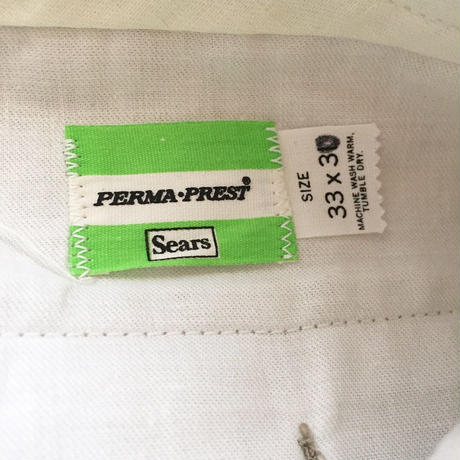 PERMA·PREST®
Sears
SIZE
33 X 30
MACHINE WASH WARM,
TUMBLE DRY.